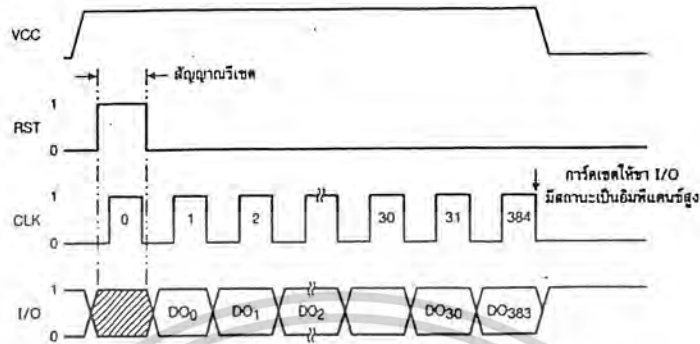 VCC
สัญญาณรีเซต
1
RST
0
การ์ดเซตให้ขา I/O
มีสถานะเป็นอิมพีแดนซ์สูง
1
CLK
0
0 1 2 30 31 384
1
I/O
0
DO0 DO1 DO2 DO30 DO383